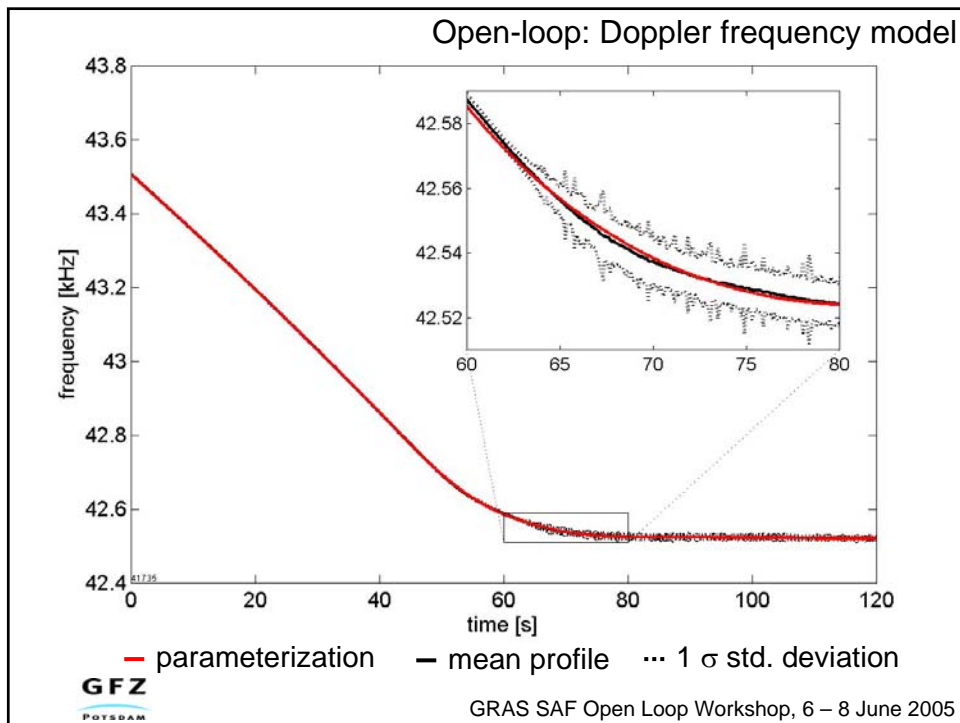 Open-loop: Doppler frequency model
43.8
43.6
43.4
43.2
43
42.8
42.6
42.4
frequency [kHz]
42.58
42.56
42.54
42.52
60 65 70 75 80
41735
0 20 40 60 80 100 120
time [s]
parameterization mean profile 1 σ std. deviation
GFZ
POTSDAM
GRAS SAF Open Loop Workshop, 6 – 8 June 2005